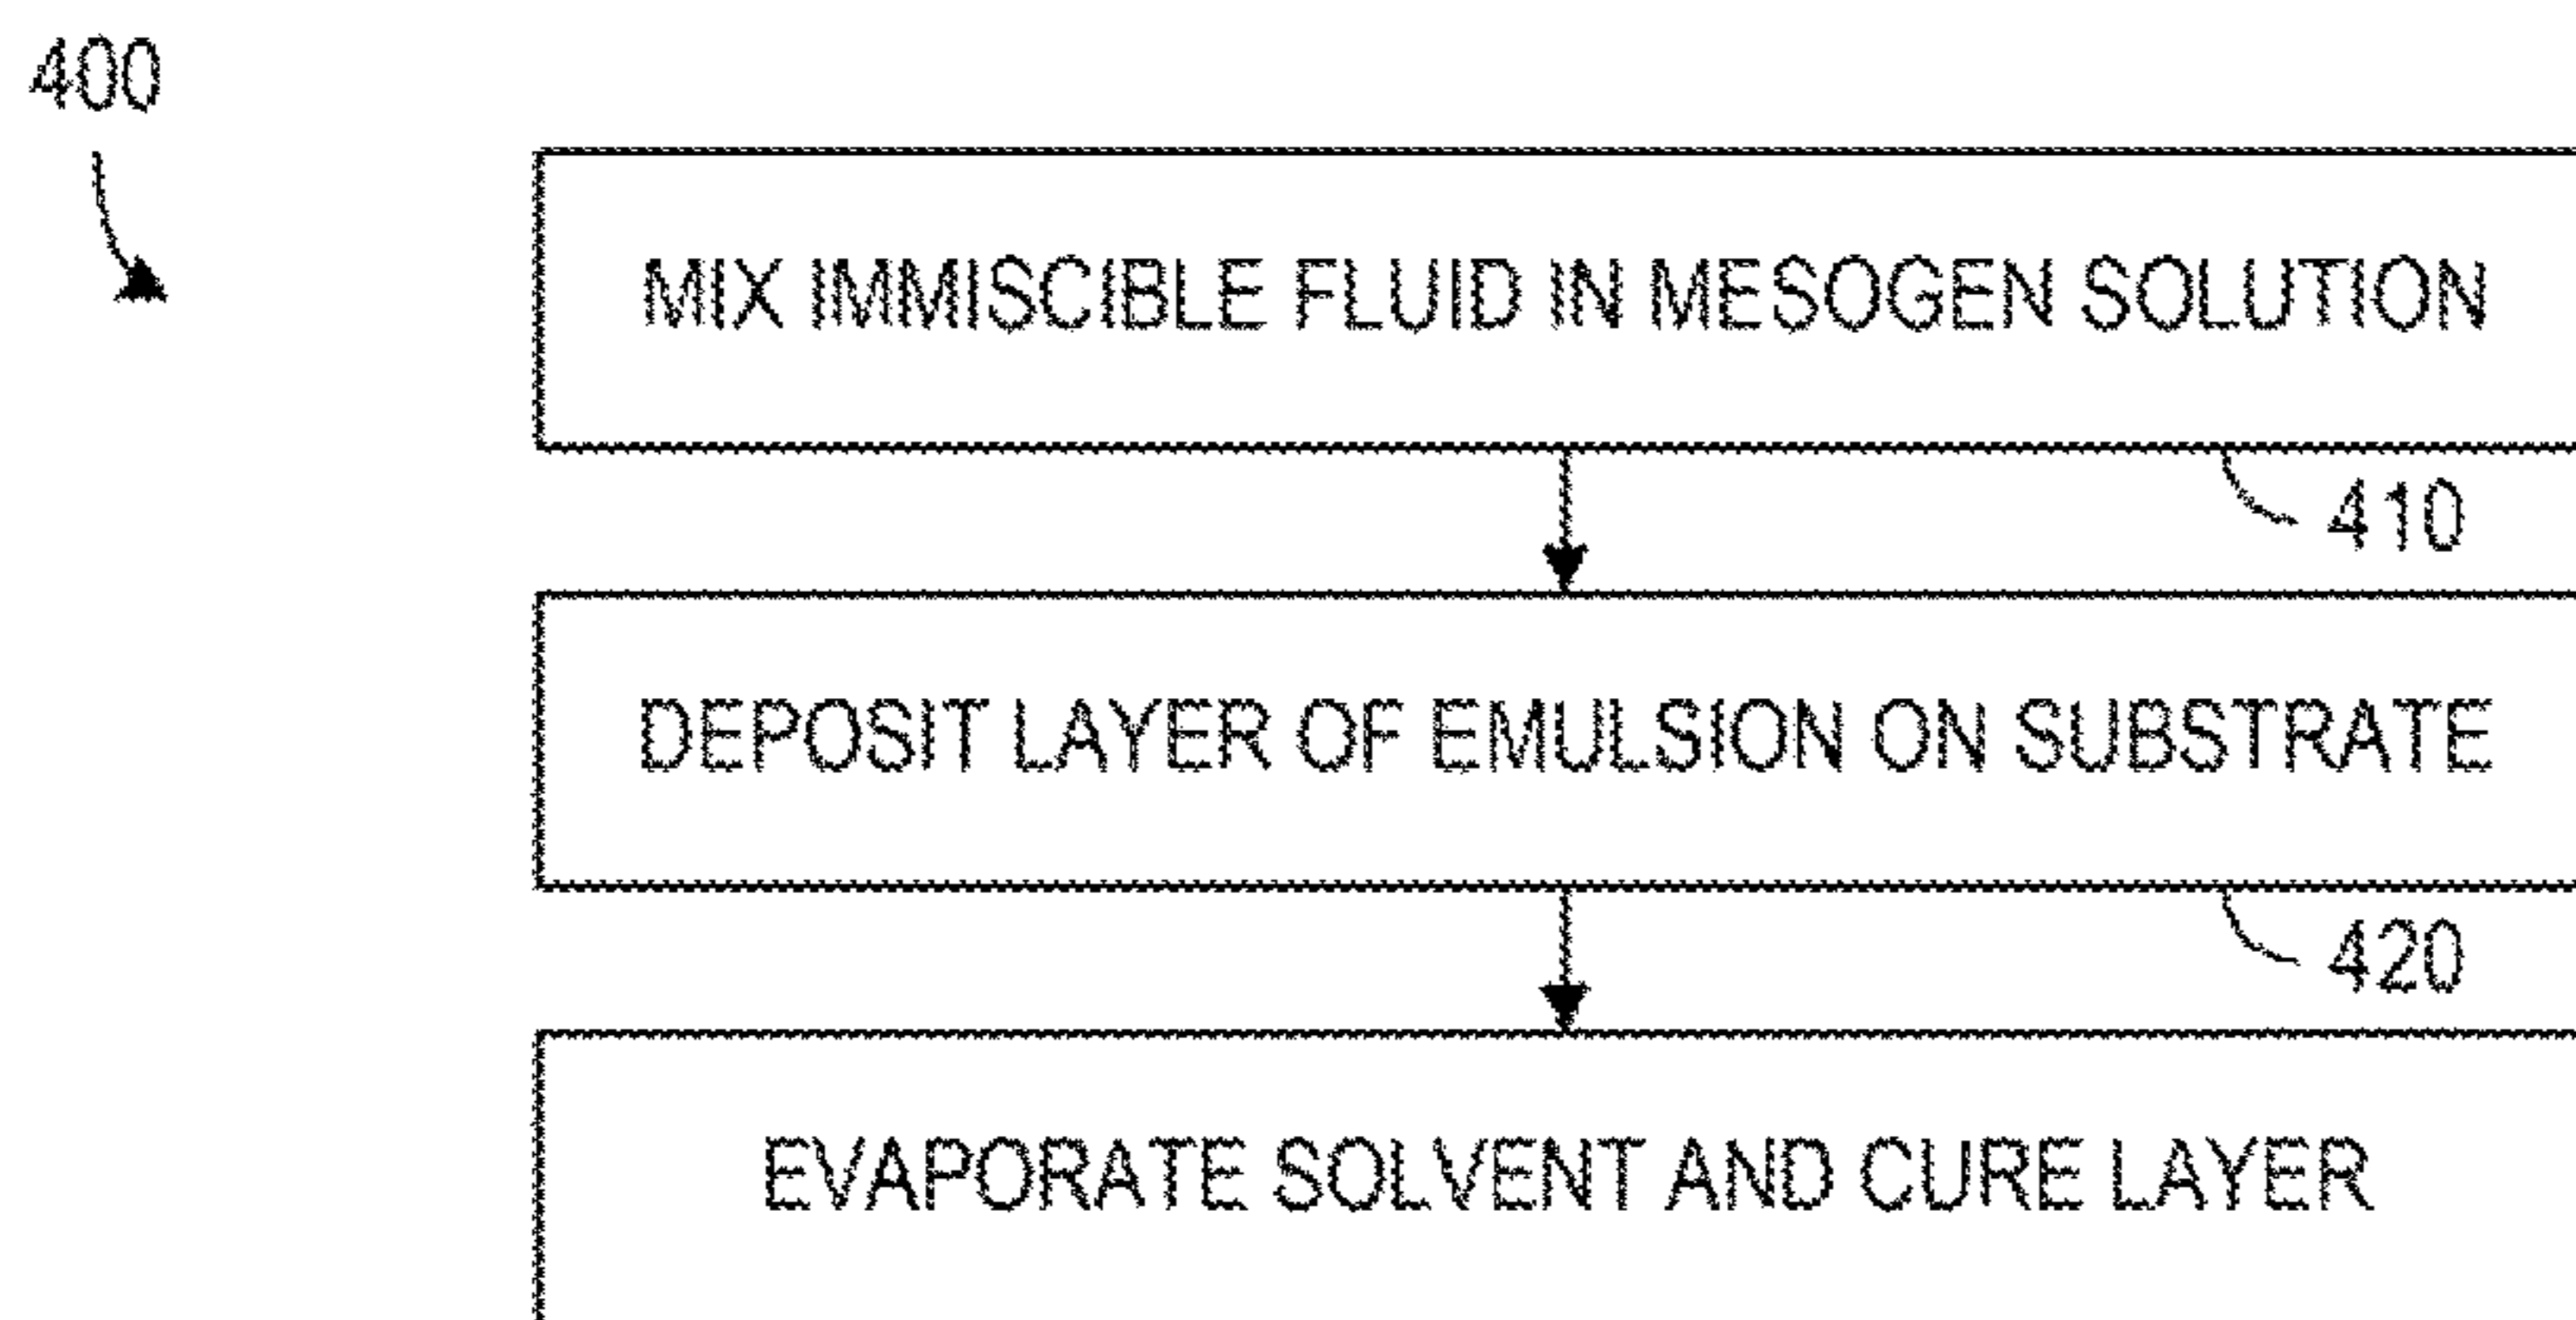 400
MIX IMMISCIBLE FLUID IN MESOGEN SOLUTION
410
DEPOSIT LAYER OF EMULSION ON SUBSTRATE
420
EVAPORATE SOLVENT AND CURE LAYER